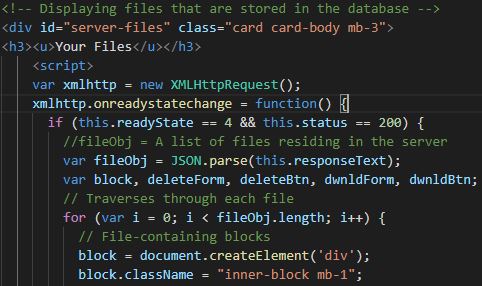 <!-- Displaying files that are stored in the database -->
<div id="server-files" class="card card-body mb-3">
<h3><u>Your Files</u></h3>
<script>
var xmlhttp = new XMLHttpRequest();
xmlhttp.onreadystatechange = function() {
if (this.readyState == 4 && this.status == 200) {
//fileObj = A list of files residing in the server
var fileObj = JSON.parse(this.responseText);
var block, deleteForm, deleteBtn, dwnldForm, dwnldBtn;
// Traverses through each file
for (var i = 0; i < fileObj.length; i++) {
// File-containing blocks
block = document.createElement('div');
block.className = "inner-block mb-1";